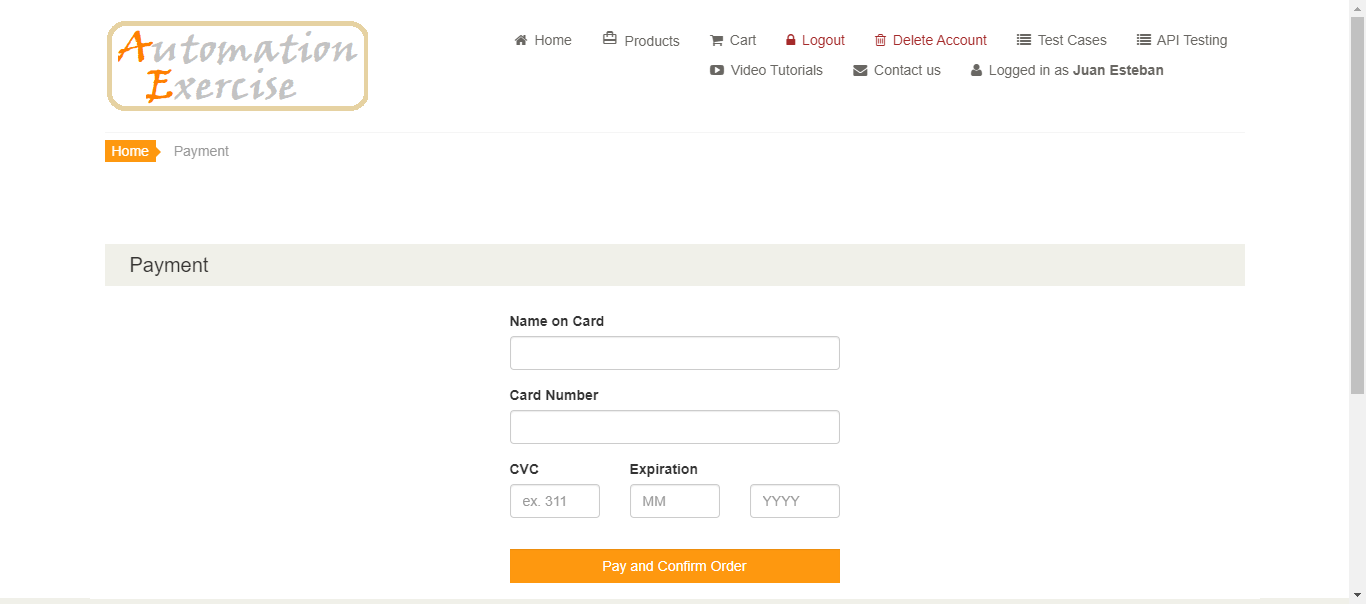 Automation
Exercise
Home Products Cart Logout Delete Account Test Cases API Testing
Video Tutorials Contact us Logged in as Juan Esteban
Home Payment
Payment
Name on Card
Card Number
CVC Expiration
ex. 311 MM YYYY
Pay and Confirm Order